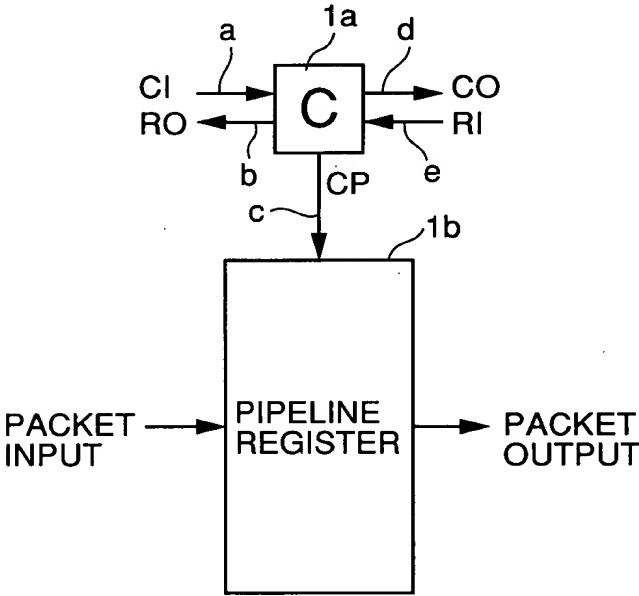 1a
a
d
CI
C
CO
RO
RI
b
e
CP
c
1b
PACKET
INPUT
PIPELINE
REGISTER
PACKET
OUTPUT